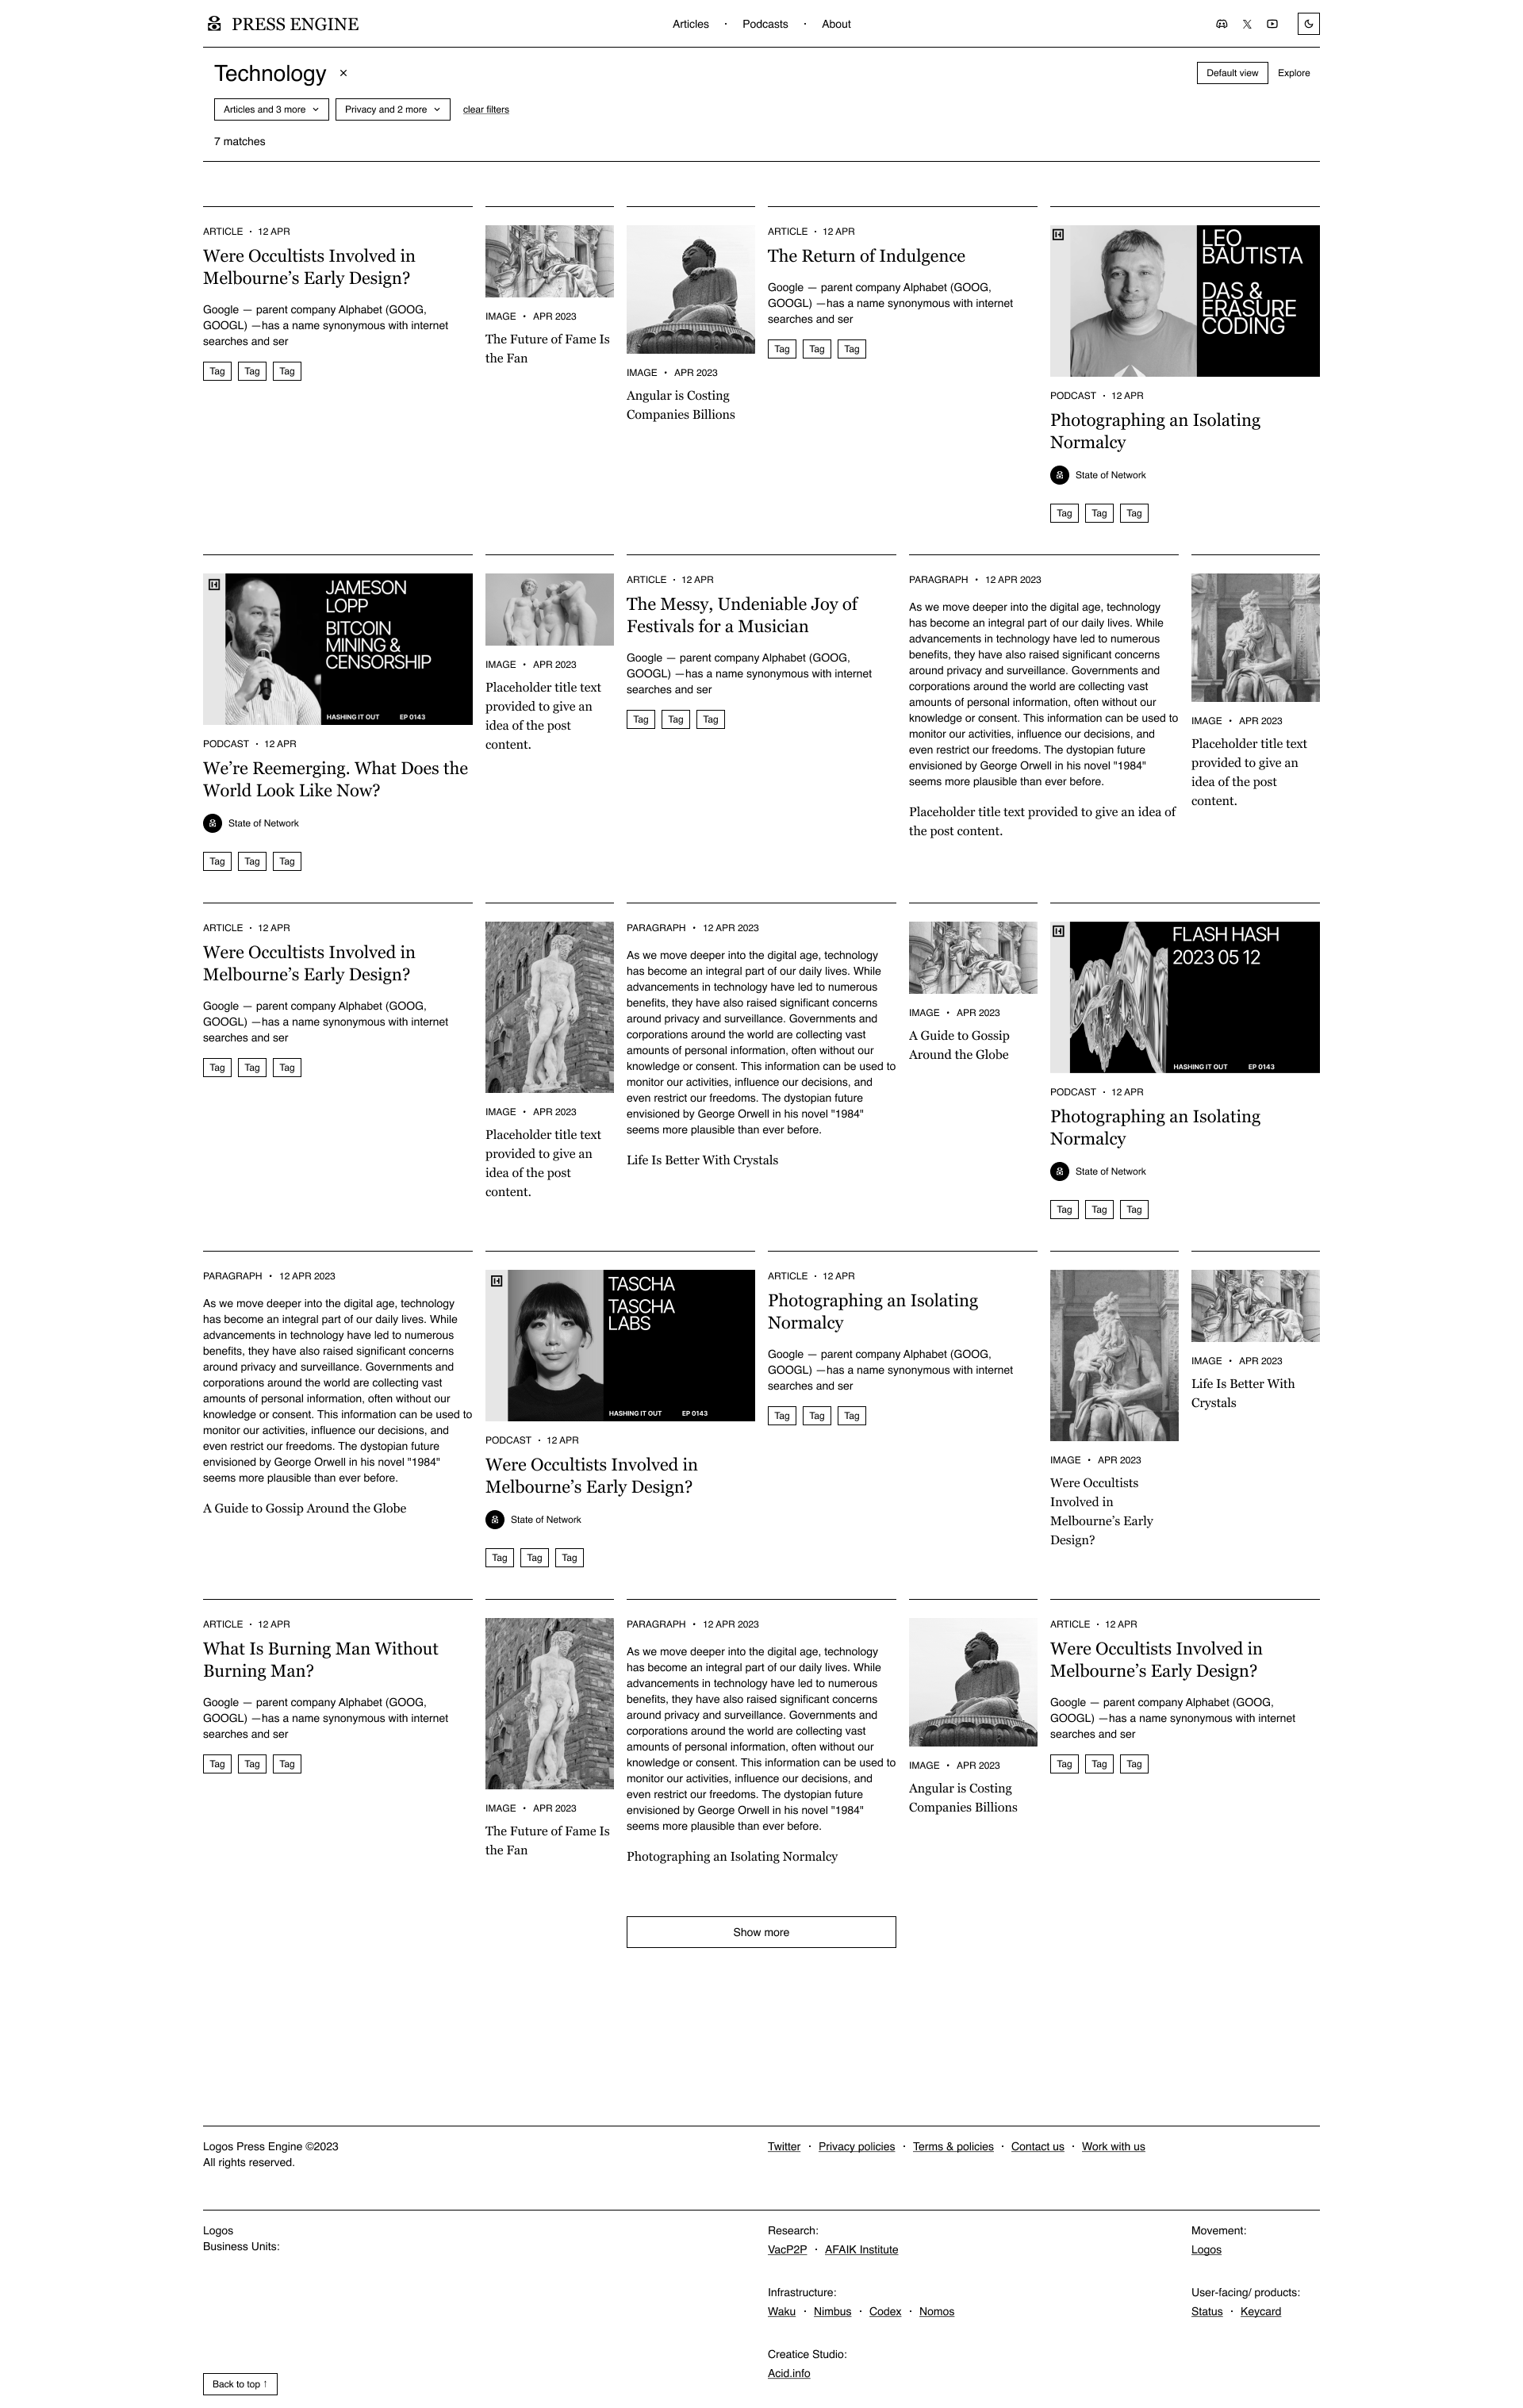 PRESS ENGINE
Articles · Podcasts · About
Technology ×
Default view
Explore
Articles and 3 more
Privacy and 2 more
clear filters
7 matches
ARTICLE · 12 APR
Were Occultists Involved in
Melbourne’s Early Design?
Google — parent company Alphabet (GOOG,
GOOGL) —has a name synonymous with internet
searches and ser
Tag Tag Tag
IMAGE · APR 2023
The Future of Fame Is
the Fan
IMAGE · APR 2023
Angular is Costing
Companies Billions
ARTICLE · 12 APR
The Return of Indulgence
Google — parent company Alphabet (GOOG,
GOOGL) —has a name synonymous with internet
searches and ser
Tag Tag Tag
LEO
BAUTISTA
DAS &
ERASURE
CODING
PODCAST · 12 APR
Photographing an Isolating
Normalcy
State of Network
Tag Tag Tag
JAMESON
LOPP
BITCOIN
MINING &
CENSORSHIP
HASHING IT OUT EP 0143
PODCAST · 12 APR
We’re Reemerging. What Does the
World Look Like Now?
State of Network
Tag Tag Tag
IMAGE · APR 2023
Placeholder title text
provided to give an
idea of the post
content.
ARTICLE · 12 APR
The Messy, Undeniable Joy of
Festivals for a Musician
Google — parent company Alphabet (GOOG,
GOOGL) —has a name synonymous with internet
searches and ser
Tag Tag Tag
PARAGRAPH · 12 APR 2023
As we move deeper into the digital age, technology
has become an integral part of our daily lives. While
advancements in technology have led to numerous
benefits, they have also raised significant concerns
around privacy and surveillance. Governments and
corporations around the world are collecting vast
amounts of personal information, often without our
knowledge or consent. This information can be used to
monitor our activities, influence our decisions, and
even restrict our freedoms. The dystopian future
envisioned by George Orwell in his novel "1984"
seems more plausible than ever before.
Placeholder title text provided to give an idea of
the post content.
IMAGE · APR 2023
Placeholder title text
provided to give an
idea of the post
content.
ARTICLE · 12 APR
Were Occultists Involved in
Melbourne’s Early Design?
Google — parent company Alphabet (GOOG,
GOOGL) —has a name synonymous with internet
searches and ser
Tag Tag Tag
IMAGE · APR 2023
Placeholder title text
provided to give an
idea of the post
content.
PARAGRAPH · 12 APR 2023
As we move deeper into the digital age, technology
has become an integral part of our daily lives. While
advancements in technology have led to numerous
benefits, they have also raised significant concerns
around privacy and surveillance. Governments and
corporations around the world are collecting vast
amounts of personal information, often without our
knowledge or consent. This information can be used to
monitor our activities, influence our decisions, and
even restrict our freedoms. The dystopian future
envisioned by George Orwell in his novel "1984"
seems more plausible than ever before.
Life Is Better With Crystals
IMAGE · APR 2023
A Guide to Gossip
Around the Globe
FLASH HASH
2023 05 12
HASHING IT OUT EP 0143
PODCAST · 12 APR
Photographing an Isolating
Normalcy
State of Network
Tag Tag Tag
PARAGRAPH · 12 APR 2023
As we move deeper into the digital age, technology
has become an integral part of our daily lives. While
advancements in technology have led to numerous
benefits, they have also raised significant concerns
around privacy and surveillance. Governments and
corporations around the world are collecting vast
amounts of personal information, often without our
knowledge or consent. This information can be used to
monitor our activities, influence our decisions, and
even restrict our freedoms. The dystopian future
envisioned by George Orwell in his novel "1984"
seems more plausible than ever before.
A Guide to Gossip Around the Globe
TASCHA
TASCHA
LABS
HASHING IT OUT EP 0143
PODCAST · 12 APR
Were Occultists Involved in
Melbourne’s Early Design?
State of Network
Tag Tag Tag
ARTICLE · 12 APR
Photographing an Isolating
Normalcy
Google — parent company Alphabet (GOOG,
GOOGL) —has a name synonymous with internet
searches and ser
Tag Tag Tag
IMAGE · APR 2023
Were Occultists
Involved in
Melbourne’s Early
Design?
IMAGE · APR 2023
Life Is Better With
Crystals
ARTICLE · 12 APR
What Is Burning Man Without
Burning Man?
Google — parent company Alphabet (GOOG,
GOOGL) —has a name synonymous with internet
searches and ser
Tag Tag Tag
IMAGE · APR 2023
The Future of Fame Is
the Fan
PARAGRAPH · 12 APR 2023
As we move deeper into the digital age, technology
has become an integral part of our daily lives. While
advancements in technology have led to numerous
benefits, they have also raised significant concerns
around privacy and surveillance. Governments and
corporations around the world are collecting vast
amounts of personal information, often without our
knowledge or consent. This information can be used to
monitor our activities, influence our decisions, and
even restrict our freedoms. The dystopian future
envisioned by George Orwell in his novel "1984"
seems more plausible than ever before.
Photographing an Isolating Normalcy
IMAGE · APR 2023
Angular is Costing
Companies Billions
ARTICLE · 12 APR
Were Occultists Involved in
Melbourne’s Early Design?
Google — parent company Alphabet (GOOG,
GOOGL) —has a name synonymous with internet
searches and ser
Tag Tag Tag
Show more
Logos Press Engine ©2023
All rights reserved.
Twitter · Privacy policies · Terms & policies · Contact us · Work with us
Logos
Business Units:
Research:
VacP2P · AFAIK Institute
Movement:
Logos
Infrastructure:
Waku · Nimbus · Codex · Nomos
User-facing/ products:
Status · Keycard
Creatice Studio:
Acid.info
Back to top ↑